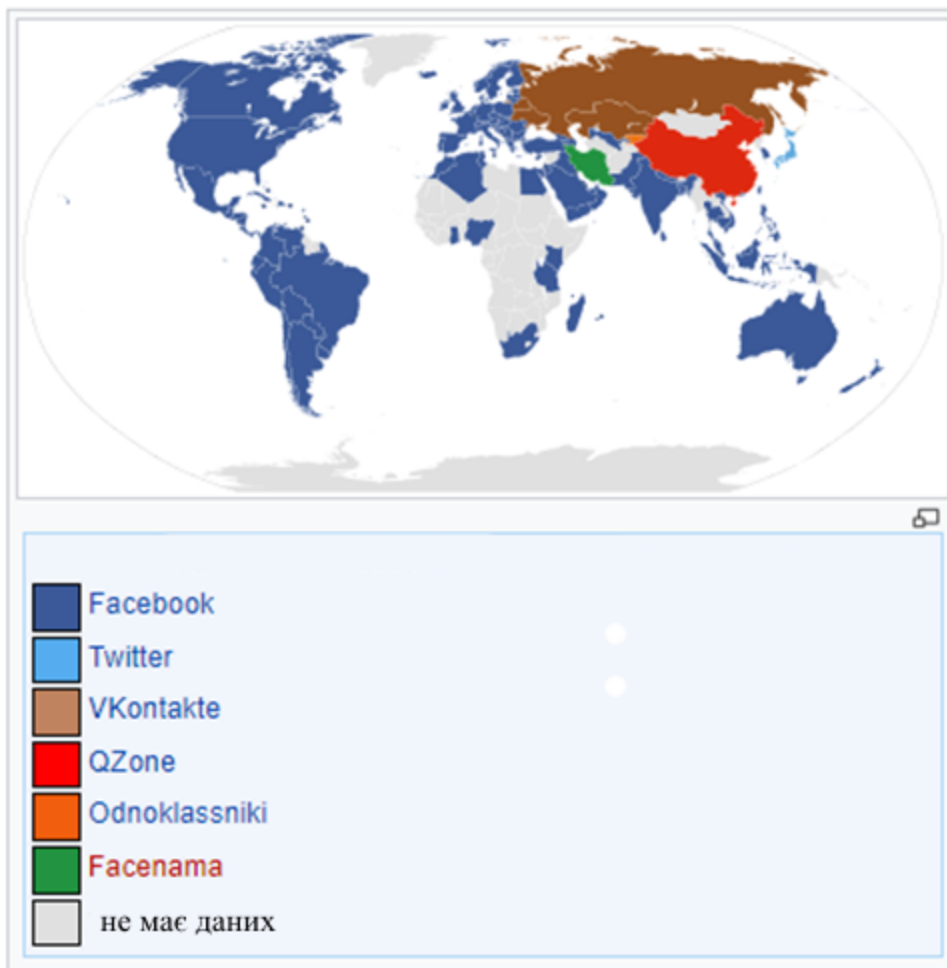 Facebook
Twitter
VKontakte
QZone
Odnoklassniki
Facenama
не має даних